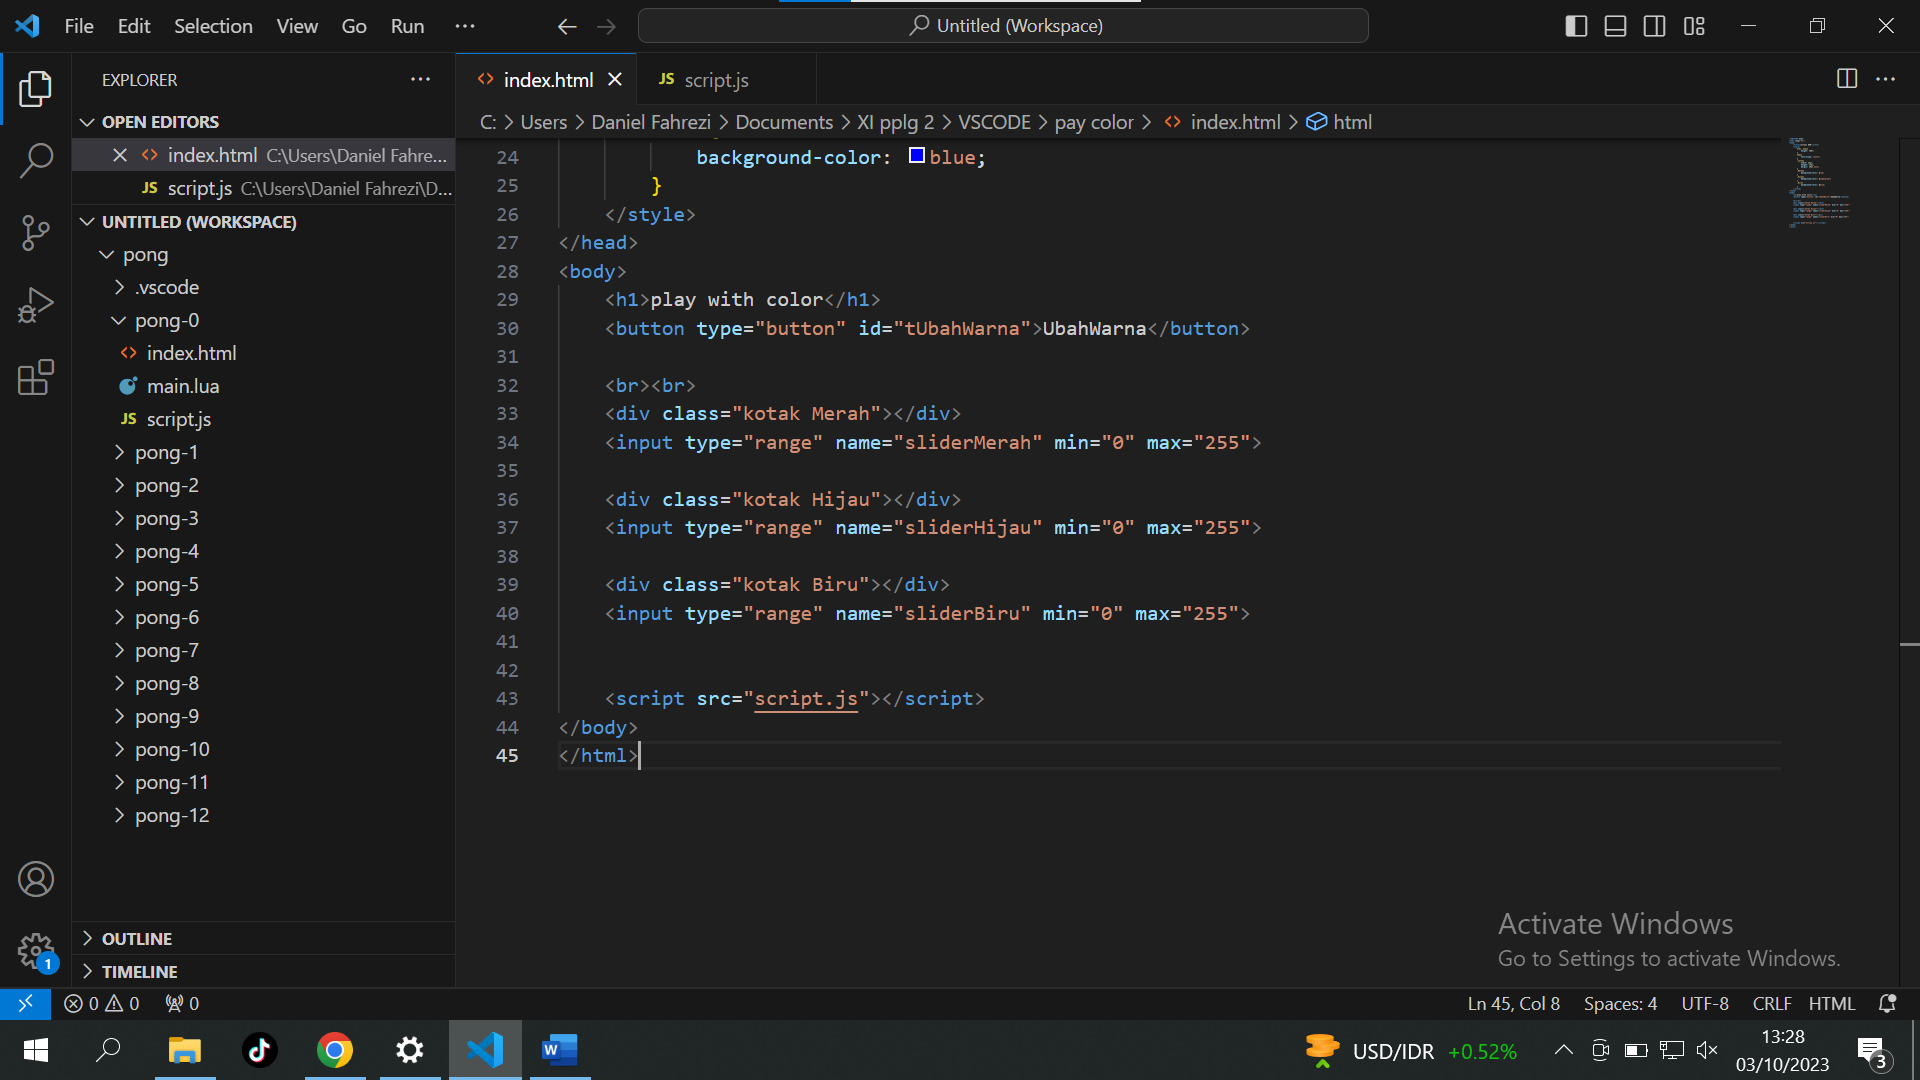 File Edit Selection View Go Run ···
Untitled (Workspace)
EXPLORER
OPEN EDITORS
index.html C:\Users\Daniel Fahre...
JS script.js C:\Users\Daniel Fahrezi\D...
UNTITLED (WORKSPACE)
pong
.vscode
pong-0
index.html
main.lua
JS script.js
pong-1
pong-2
pong-3
pong-4
pong-5
pong-6
pong-7
pong-8
pong-9
pong-10
pong-11
pong-12
OUTLINE
TIMELINE
1
index.html
JS script.js
C: > Users > Daniel Fahrezi > Documents > XI pplg 2 > VSCODE > pay color > index.html > html
24 background-color: blue;
25 }
26 </style>
27 </head>
28 <body>
29 <h1>play with color</h1>
30 <button type="button" id="tUbahWarna">UbahWarna</button>
31
32 <br><br>
33 <div class="kotak Merah"></div>
34 <input type="range" name="sliderMerah" min="0" max="255">
35
36 <div class="kotak Hijau"></div>
37 <input type="range" name="sliderHijau" min="0" max="255">
38
39 <div class="kotak Biru"></div>
40 <input type="range" name="sliderBiru" min="0" max="255">
41
42
43 <script src="script.js"></script>
44 </body>
45 </html>
Activate Windows
Go to Settings to activate Windows.
0 0 0
Ln 45, Col 8 Spaces: 4 UTF-8 CRLF HTML
W
USD/IDR +0.52%
13:28
03/10/2023
3